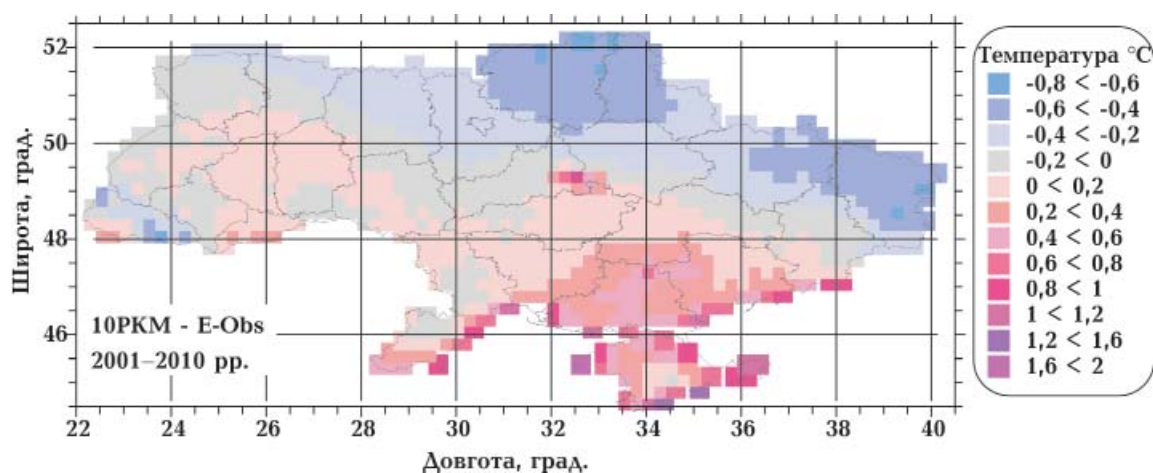 52
50
48
46
22
24
26
28
30
32
34
36
38
40
Широта, град.
Довгота, град.
10РКМ - E-Obs
2001–2010 рр.
Температура °C
-0,8 < -0,6
-0,6 < -0,4
-0,4 < -0,2
-0,2 < 0
0 < 0,2
0,2 < 0,4
0,4 < 0,6
0,6 < 0,8
0,8 < 1
1 < 1,2
1,2 < 1,6
1,6 < 2